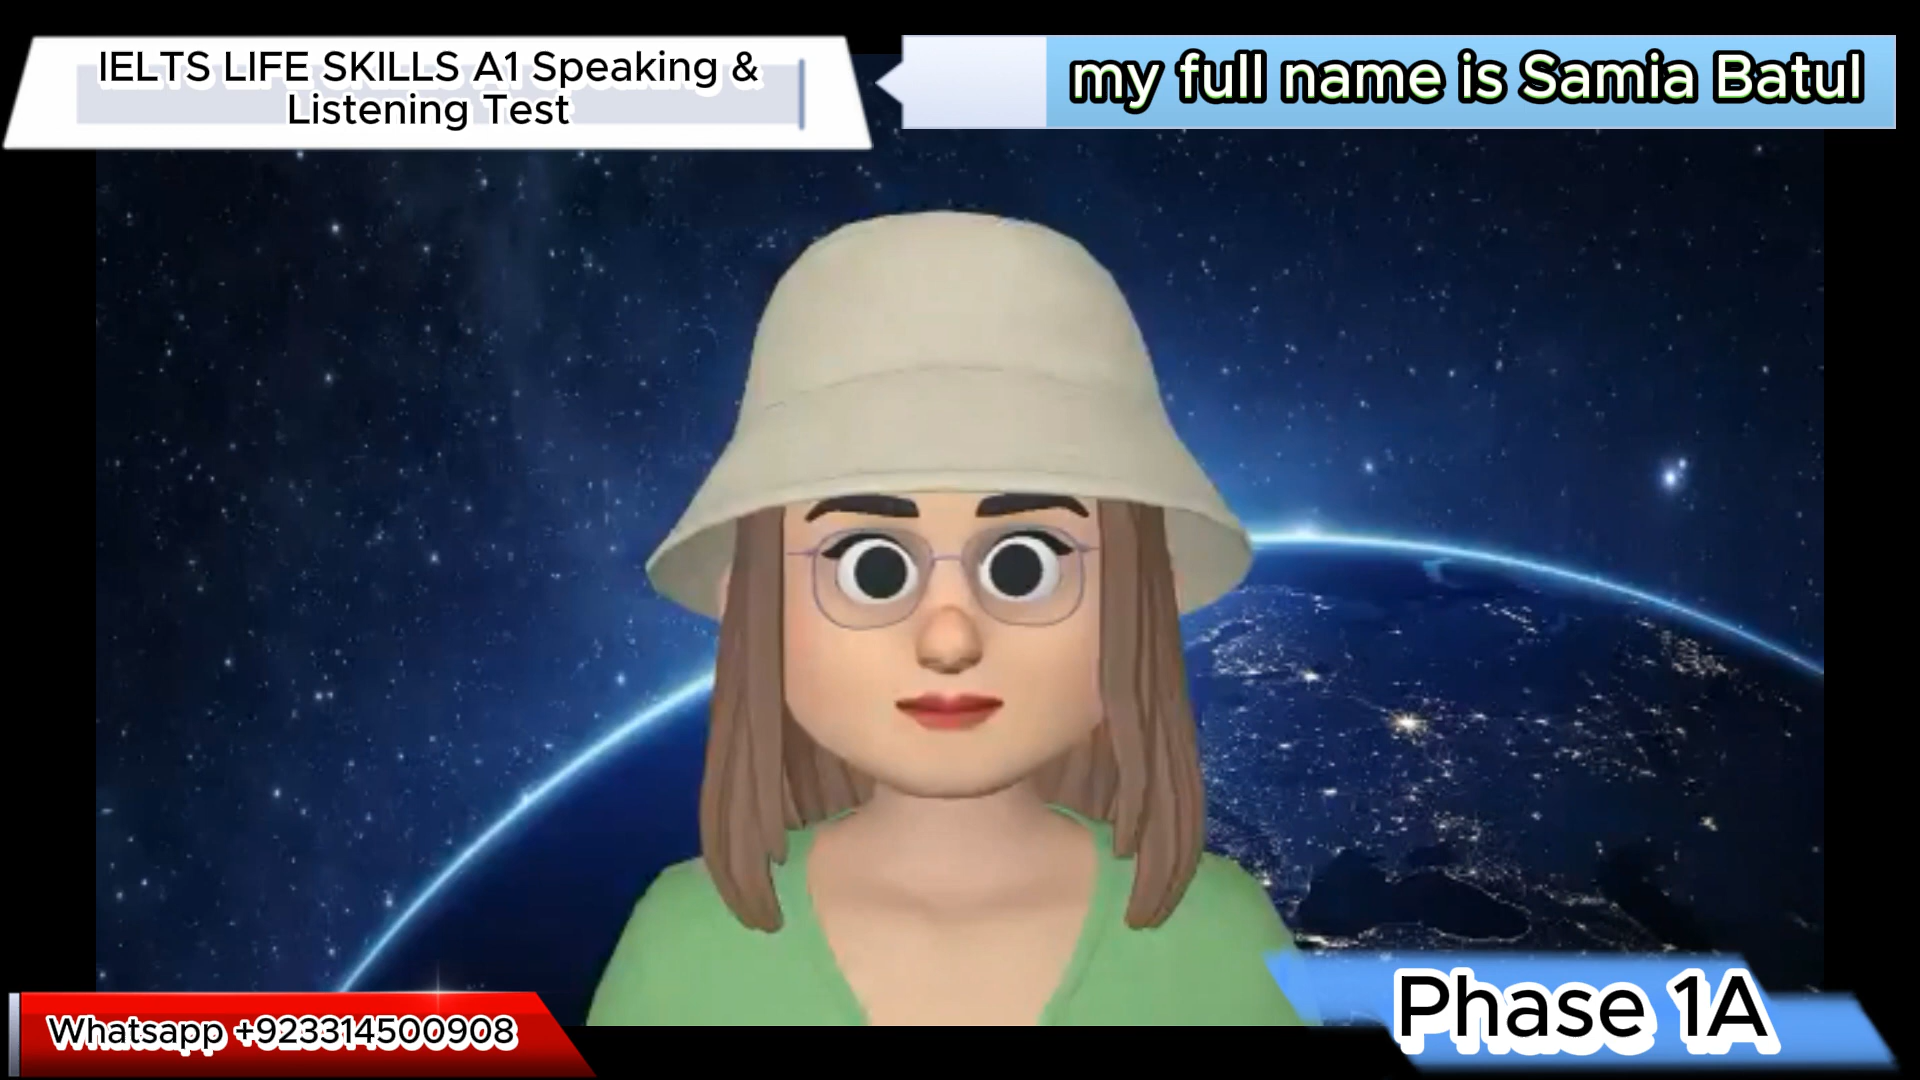 IELTS LIFE SKILLS A1 Speaking &
Listening Test
my full name is Samia Batul
Whatsapp +923314500908
Phase 1A